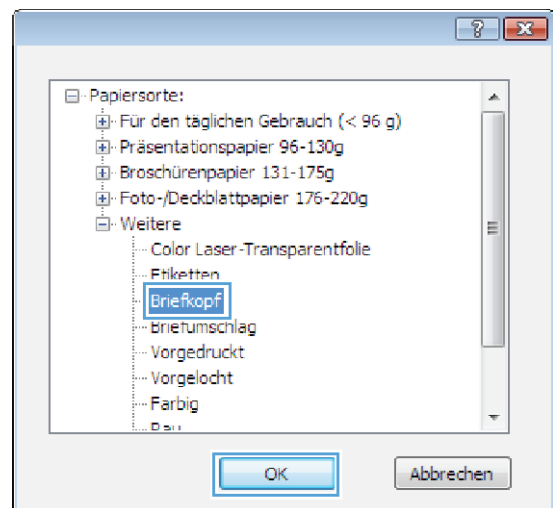 Papiersorte:
Für den täglichen Gebrauch (< 96 g)
Präsentationspapier 96-130g
Broschürenpapier 131-175g
Foto-/Deckblattpapier 176-220g
Weitere
Color Laser-Transparentfolie
Etiketten
Briefkopf
Briefumschlag
Vorgedruckt
Vorgelocht
Farbig
OK Abbrechen